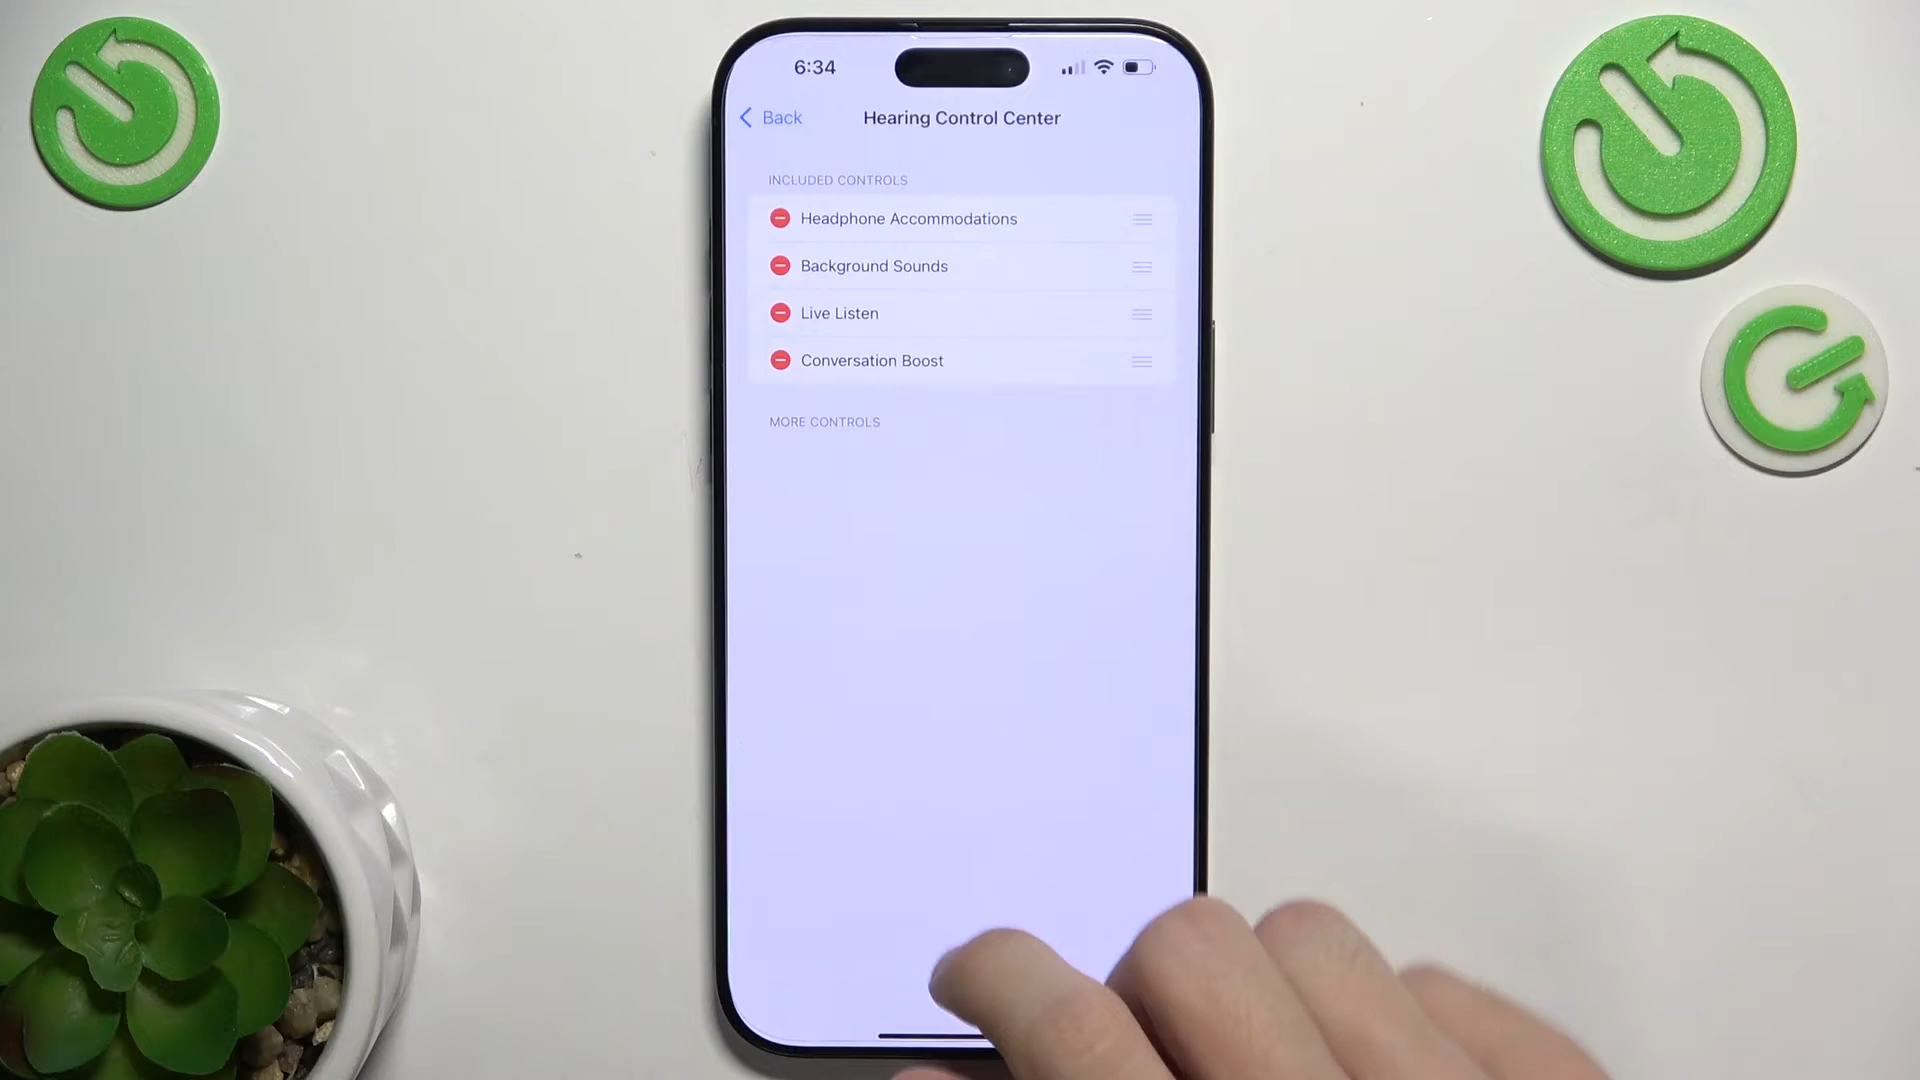 6:34
Back
Hearing Control Center
INCLUDED CONTROLS
Headphone Accommodations
Background Sounds
Live Listen
Conversation Boost
MORE CONTROLS